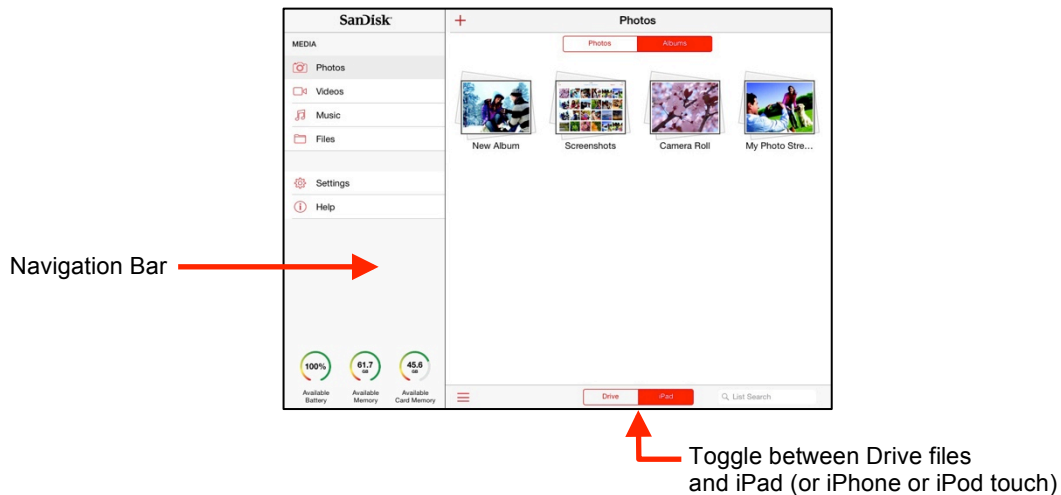 SanDisk
MEDIA
Photos
Videos
Music
Files
Settings
Help
100%
61.7
GB
45.6
GB
Available
Battery
Available
Memory
Available
Card Memory
Photos
Photos
Albums
New Album
Screenshots
Camera Roll
My Photo Stre...
Drive
iPad
List Search
Navigation Bar
Toggle between Drive files
and iPad (or iPhone or iPod touch)